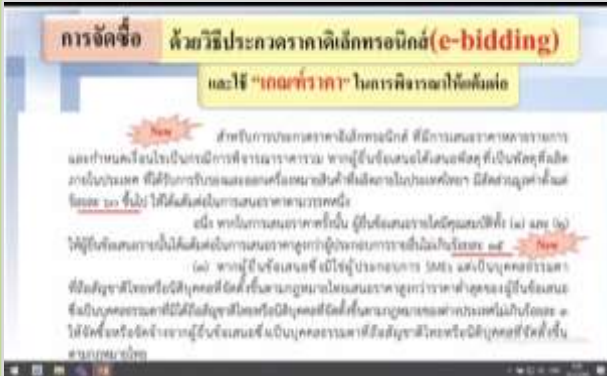 การจัดซื้อ ด้วยวิธีประกวดราคาอิเล็กทรอนิกส์(e-bidding)
และใช้ "เกณฑ์ราคา" ในการพิจารณาให้แต้มต่อ
New สำหรับการประกวดราคาอิเล็กทรอนิกส์ ที่มีการเสนอราคาหลายรายการ
และกำหนดเงื่อนไขเป็นกรณีการพิจารณาราคารวม หากผู้ยื่นข้อเสนอได้เสนอพัสดุ ที่เป็นพัสดุที่ผลิต
ภายในประเทศ ที่ได้รับการรับรองและออกเครื่องหมายสินค้าที่ผลิตภายในประเทศไทยฯ มีสัดส่วนมูลค่าตั้งแต่
ร้อยละ ๖๐ ขึ้นไป ให้ได้แต้มต่อในการเสนอราคาตามวรรคหนึ่ง
อนึ่ง หากในการเสนอราคาครั้งนั้น ผู้ยื่นข้อเสนอรายใดมีคุณสมบัติทั้ง (๑) และ (๒)
ให้ผู้ยื่นข้อเสนอรายนั้นได้แต้มต่อในการเสนอราคาสูงกว่าผู้ประกอบการรายอื่นไม่เกินร้อยละ ๑๕ New
(๓) หากผู้ยื่นข้อเสนอซึ่งมิใช่ผู้ประกอบการ SMEs แต่เป็นบุคคลธรรมดา
ที่ถือสัญชาติไทยหรือนิติบุคคลที่จัดตั้งขึ้นตามกฎหมายไทยเสนอราคาสูงกว่าราคาต่ำสุดของผู้ยื่นข้อเสนอ
ซึ่งเป็นบุคคลธรรมดาที่มิได้ถือสัญชาติไทยหรือนิติบุคคลที่จัดตั้งขึ้นตามกฎหมายของต่างประเทศไม่เกินร้อยละ ๓
ให้จัดซื้อหรือจัดจ้างจากผู้ยื่นข้อเสนอซึ่งเป็นบุคคลธรรมดาที่ถือสัญชาติไทยหรือนิติบุคคลที่จัดตั้งขึ้น
ตามกฎหมายไทย